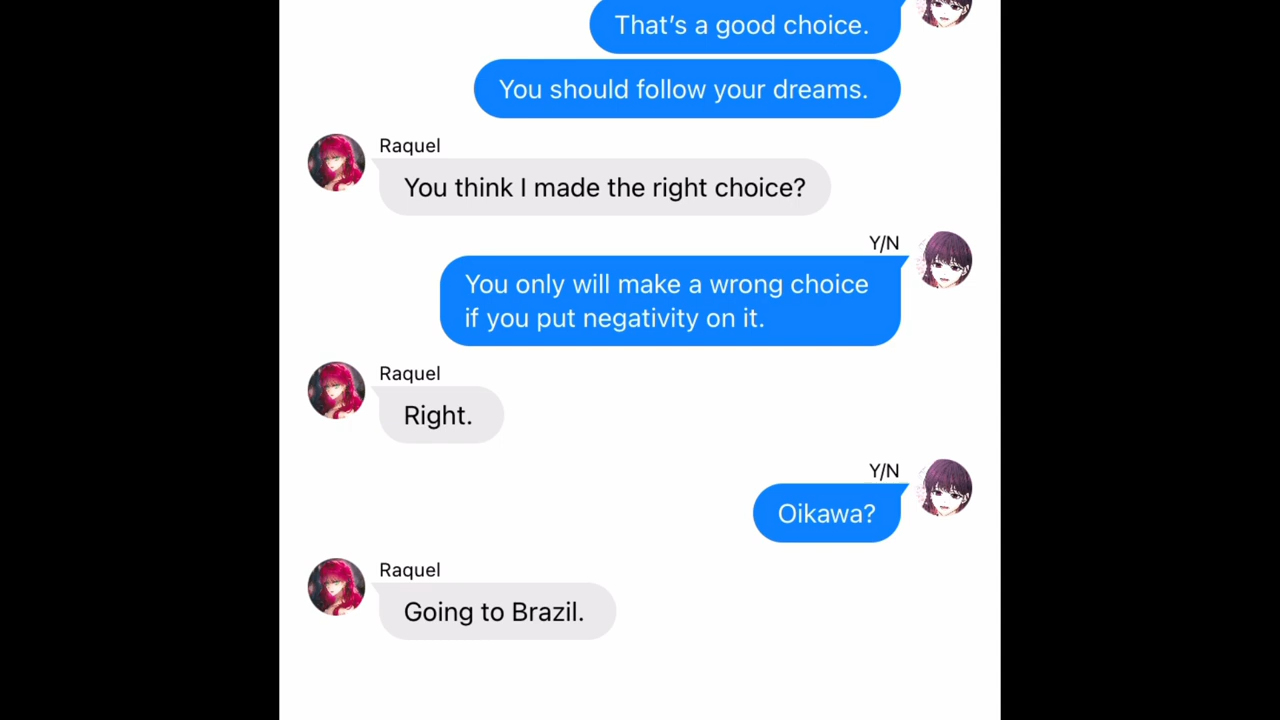 That’s a good choice.
You should follow your dreams.
Raquel
You think I made the right choice?
Y/N
You only will make a wrong choice
if you put negativity on it.
Raquel
Right.
Y/N
Oikawa?
Raquel
Going to Brazil.